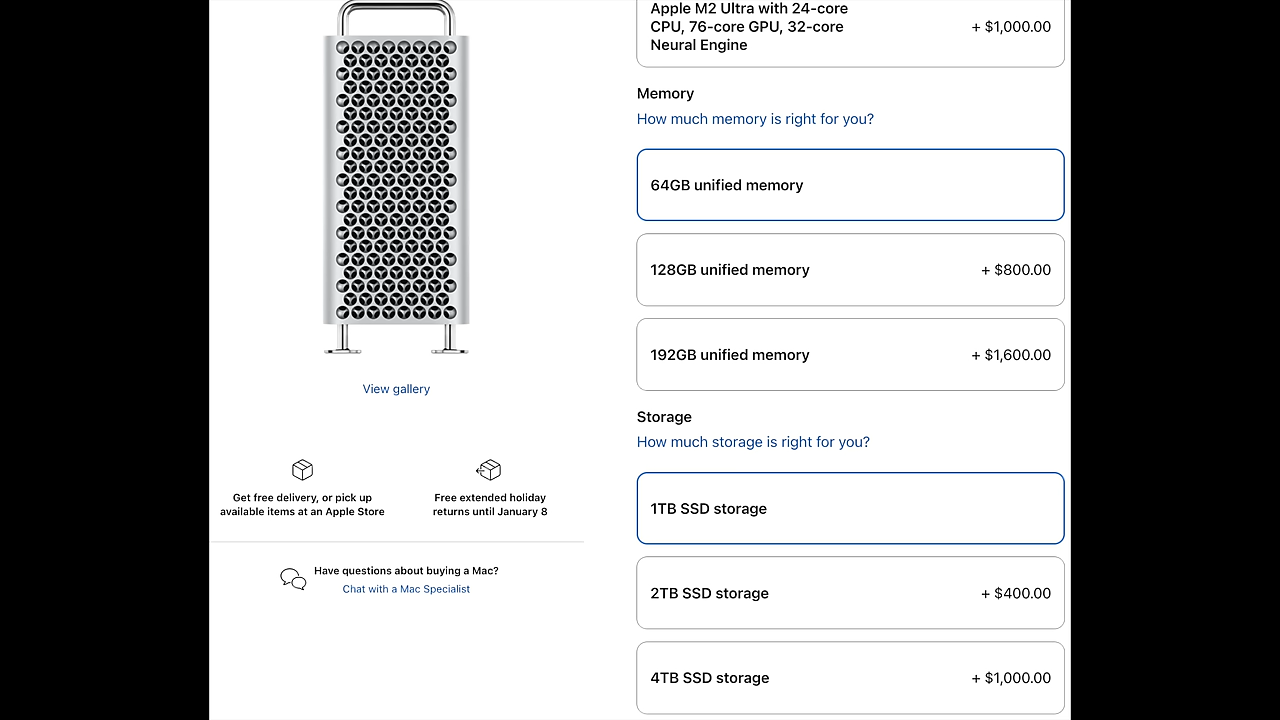 Apple M2 Ultra with 24-core
CPU, 76-core GPU, 32-core
Neural Engine
+ $1,000.00
Memory
How much memory is right for you?
64GB unified memory
128GB unified memory
+ $800.00
192GB unified memory
+ $1,600.00
Storage
How much storage is right for you?
1TB SSD storage
2TB SSD storage
+ $400.00
4TB SSD storage
+ $1,000.00
View gallery
Get free delivery, or pick up
available items at an Apple Store
Free extended holiday
returns until January 8
Have questions about buying a Mac?
Chat with a Mac Specialist